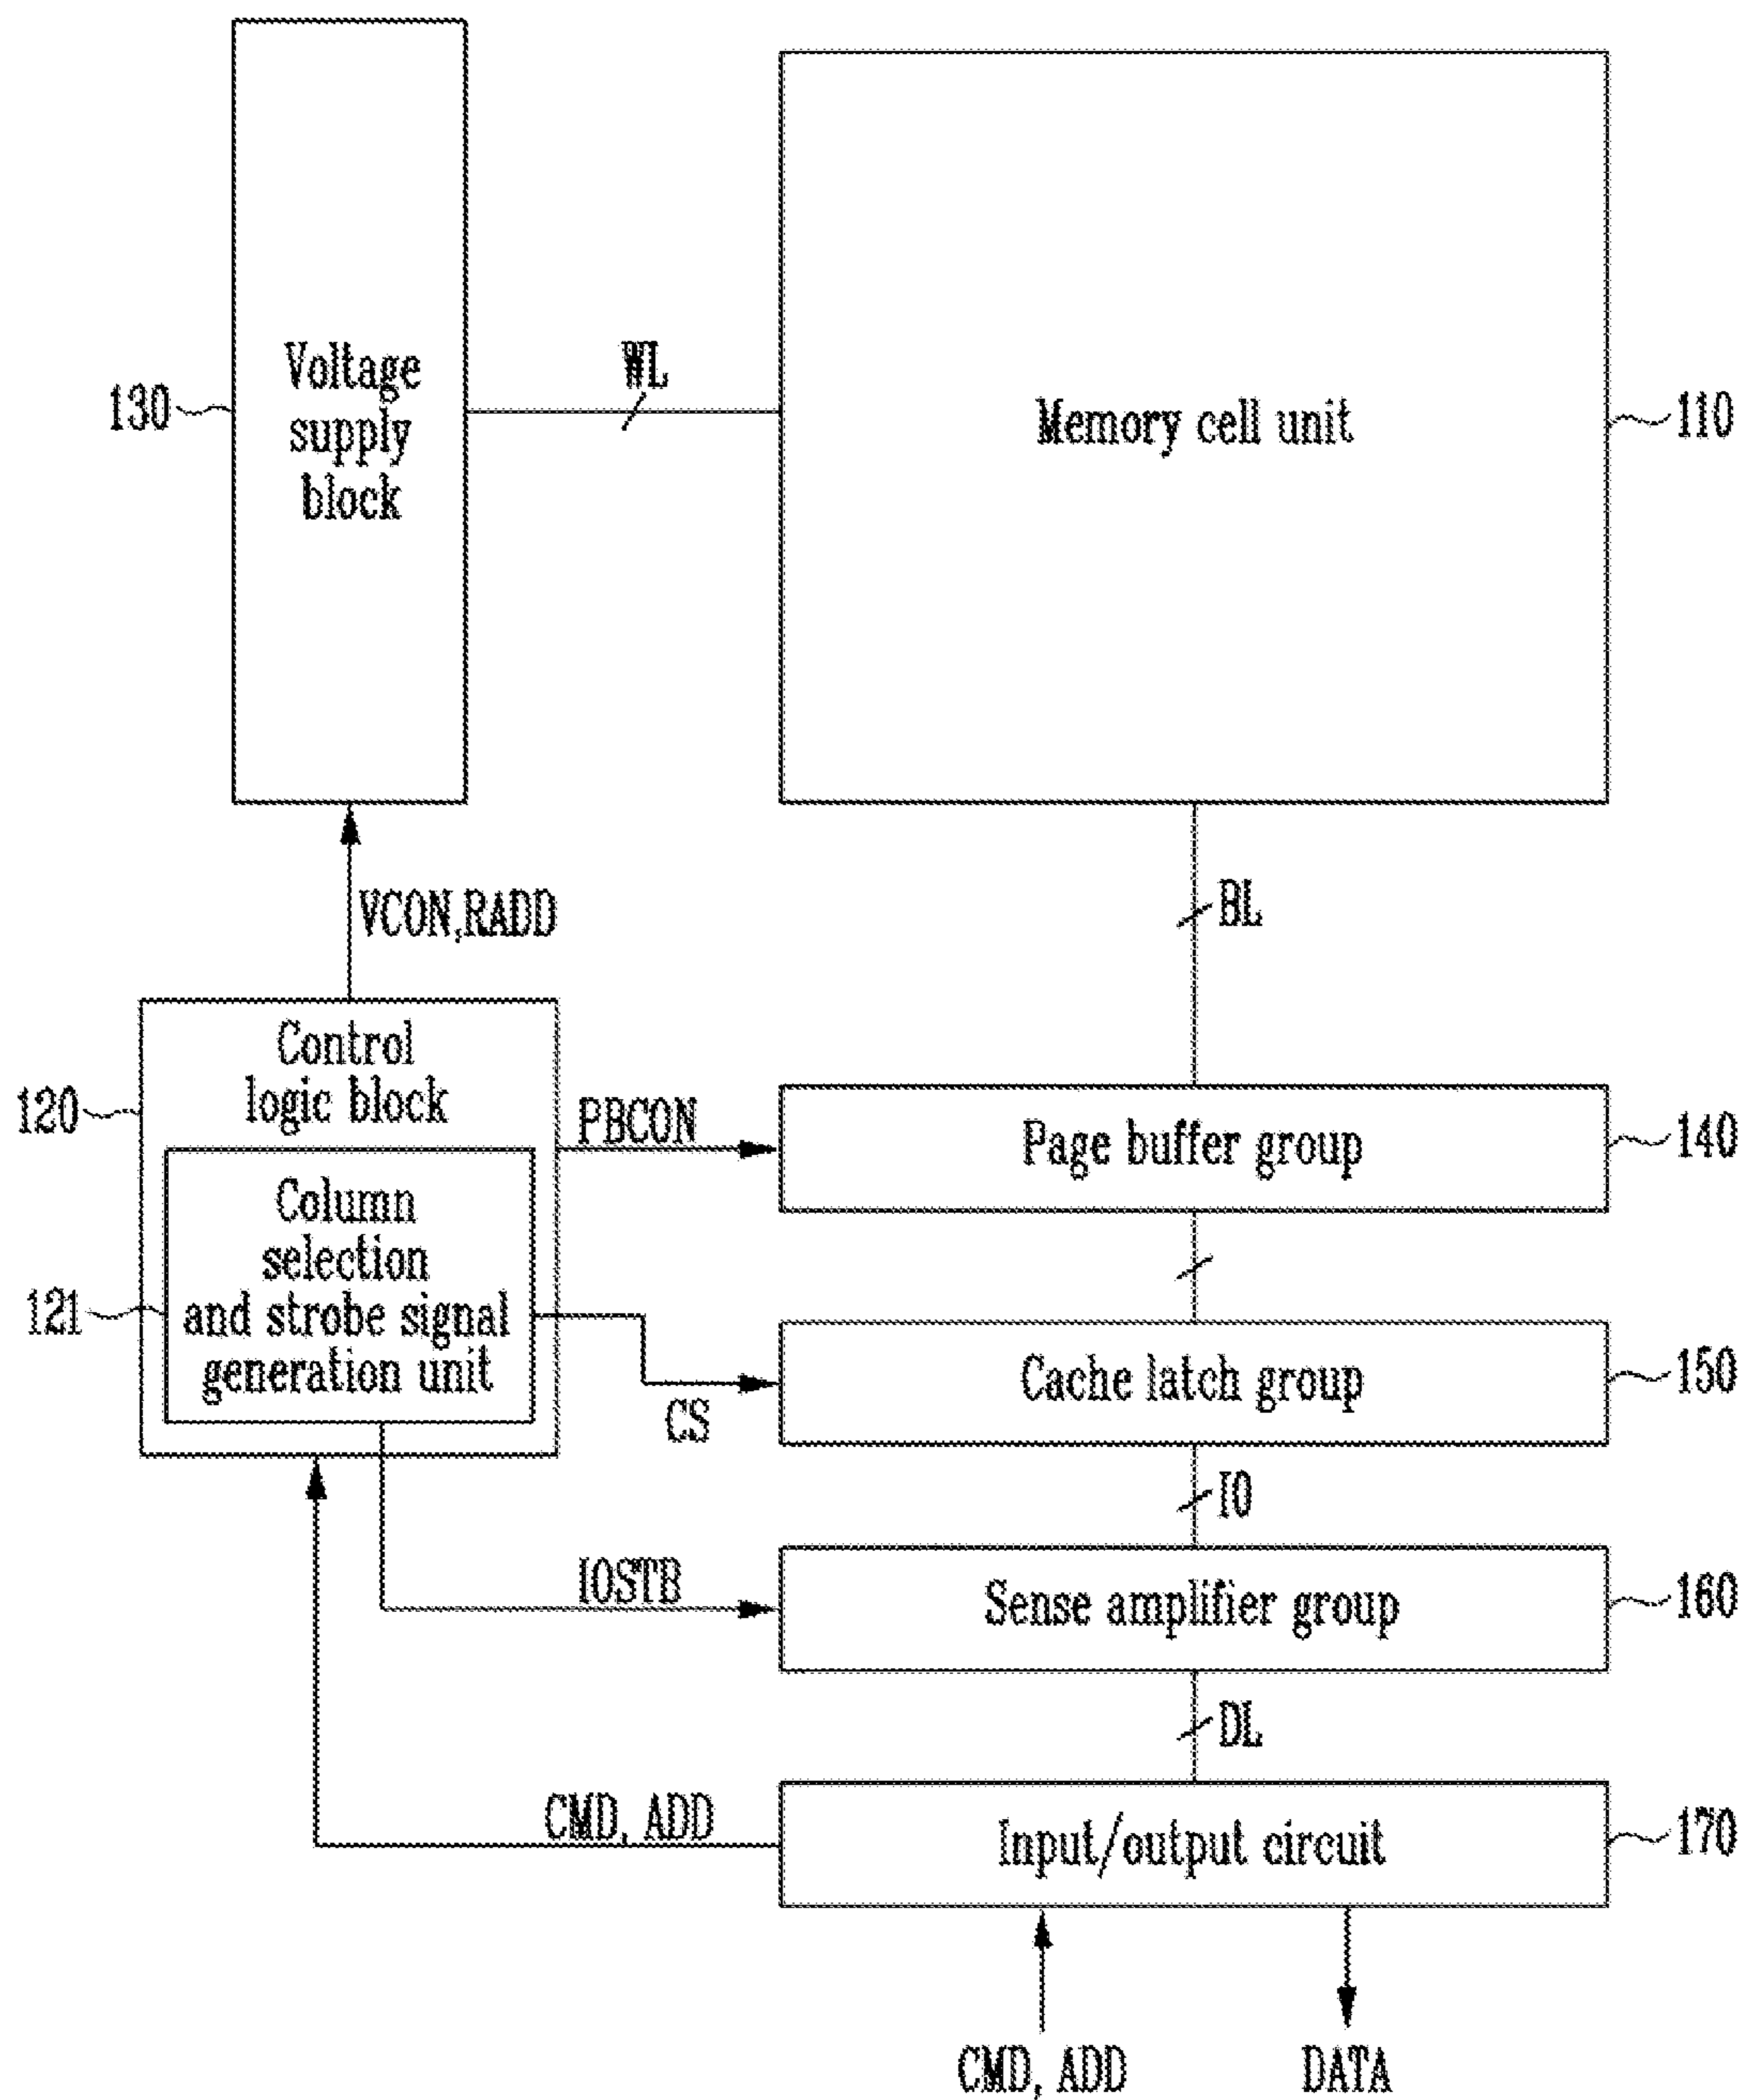 Voltage
supply
block
130
WL
Memory cell unit
110
VCON,RADD
BL
Control
logic block
120
PBCON
Page buffer group
140
Column
selection
and strobe signal
generation unit
121
CS
Cache latch group
150
IO
IOSTB
Sense amplifier group
160
DL
CMD, ADD
Input/output circuit
170
CMD, ADD
DATA